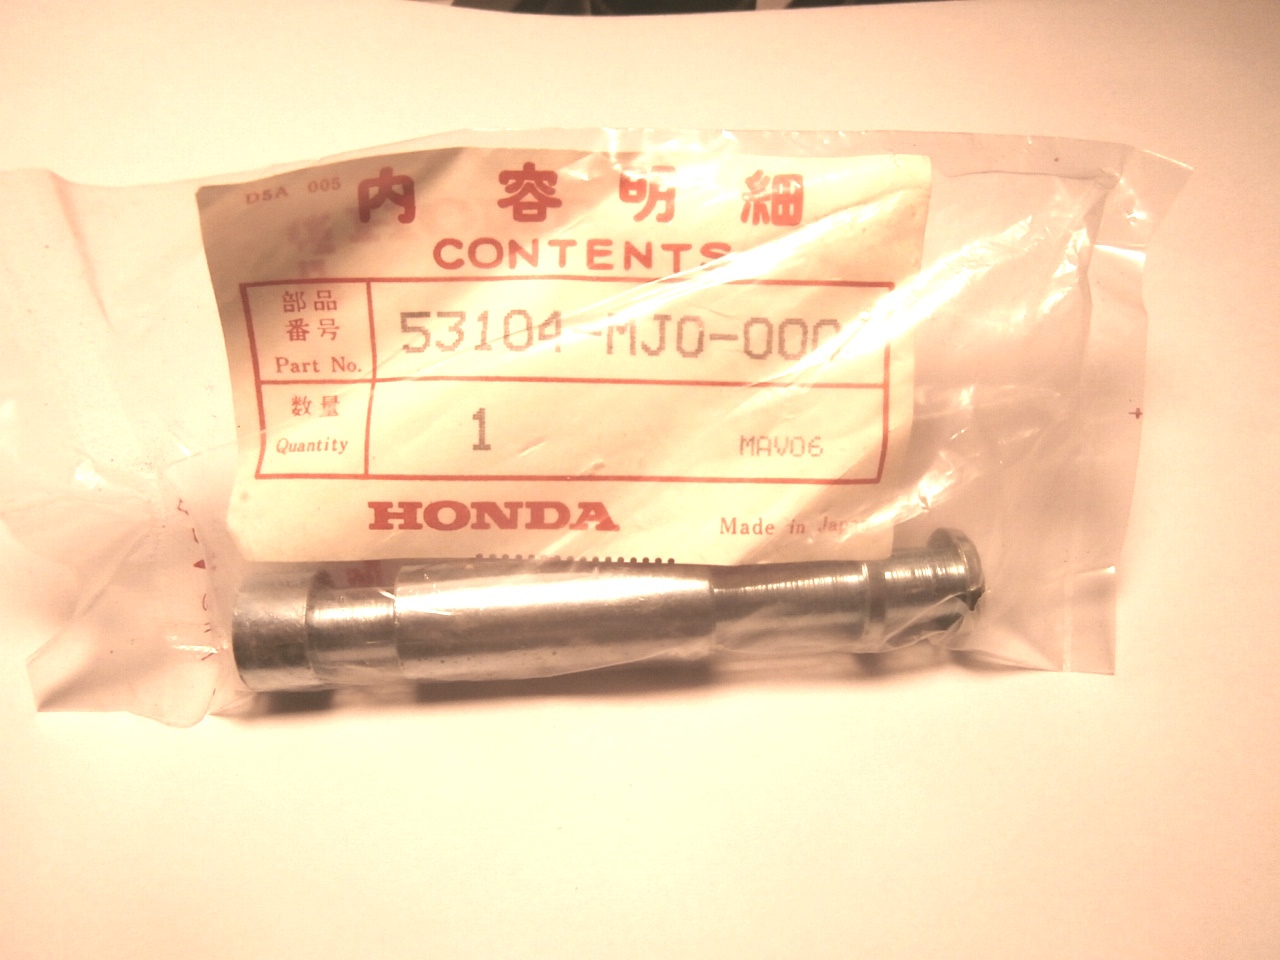 D5A 005
内容明細
CONTENTS
部品
番号
Part No.
53104-MJ0-000
数量
Quantity
1
MAV06
HONDA
Made in Japan